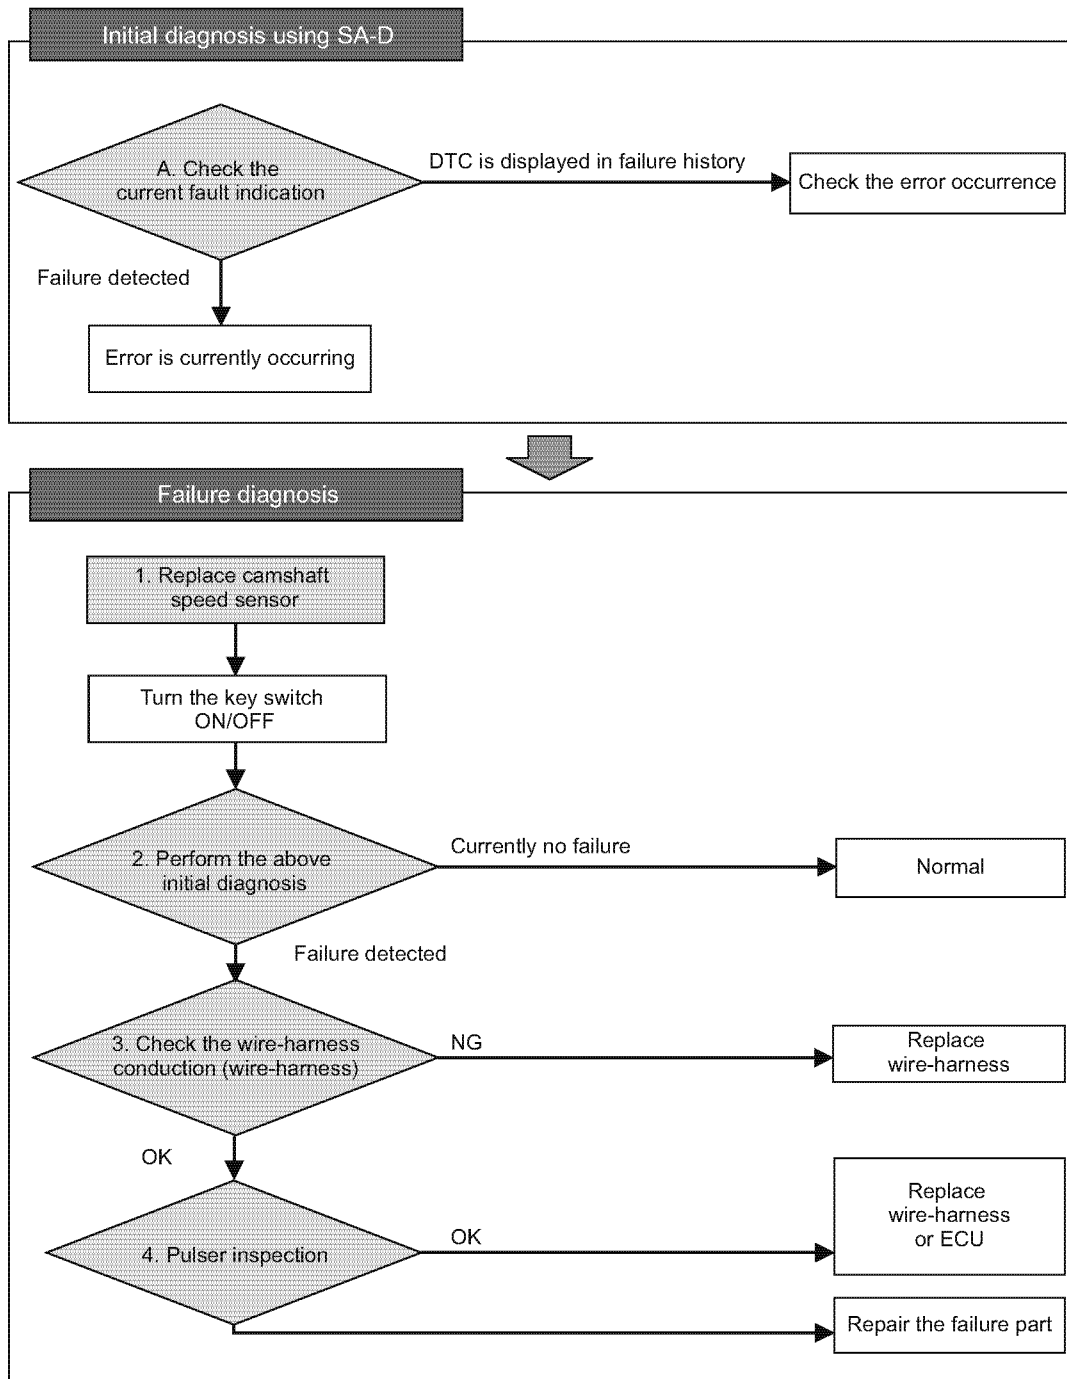 Initial diagnosis using SA-D
A. Check the
current fault indication
DTC is displayed in failure history
Check the error occurrence
Failure detected
Error is currently occurring
Failure diagnosis
1. Replace camshaft
speed sensor
Turn the key switch
ON/OFF
2. Perform the above
initial diagnosis
Currently no failure
Normal
Failure detected
3. Check the wire-harness
conduction (wire-harness)
NG
Replace
wire-harness
OK
4. Pulser inspection
OK
Replace
wire-harness
or ECU
Repair the failure part